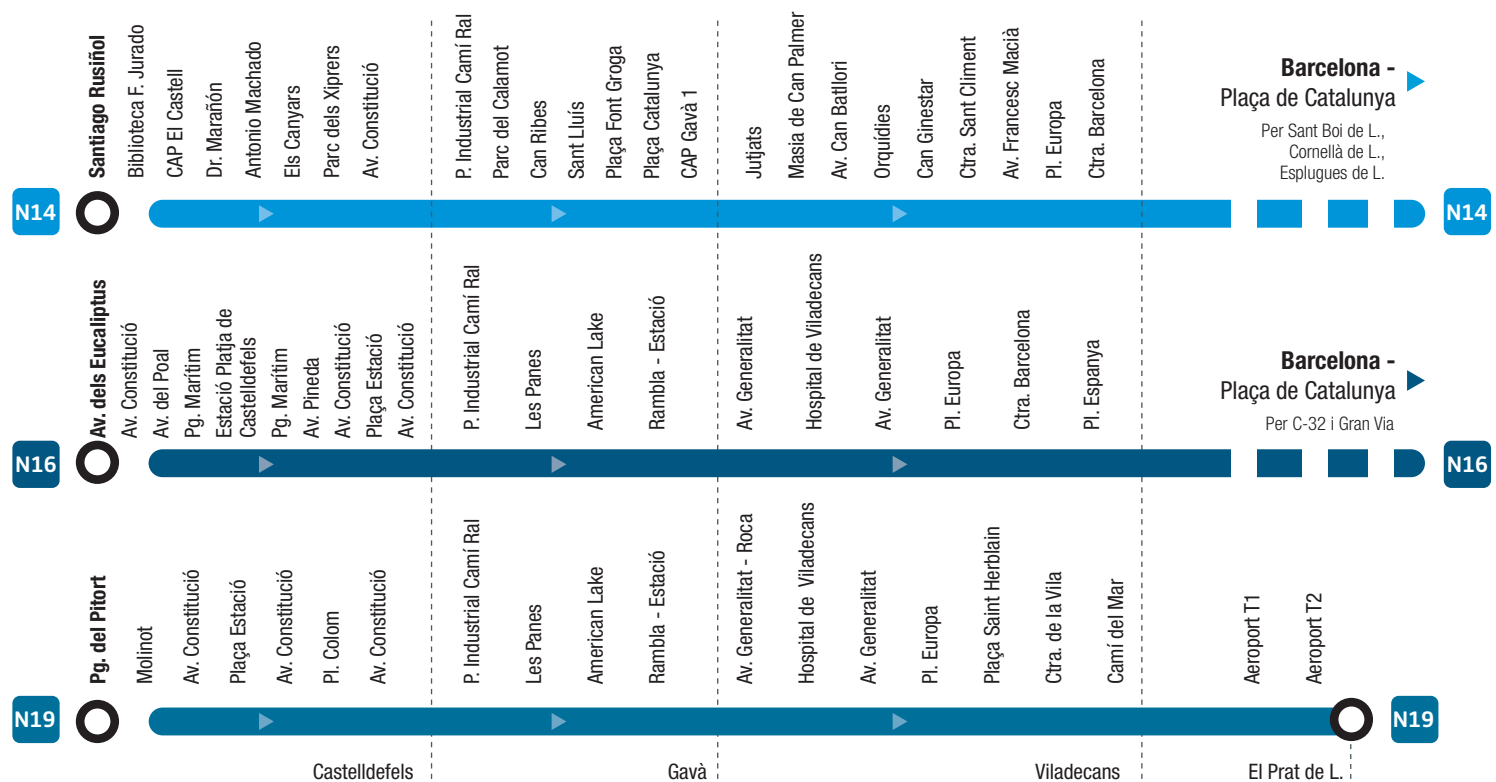 Santiago Rusiñol
Biblioteca F. Jurado
CAP El Castell
Dr. Marañón
Antonio Machado
Els Canyars
Parc dels Xiprers
Av. Constitució
P. Industrial Camí Ral
Parc del Calamot
Can Ribes
Sant Lluís
Plaça Font Groga
Plaça Catalunya
CAP Gavà 1
Jutjats
Masia de Can Palmer
Av. Can Batllori
Orquídies
Can Ginestar
Ctra. Sant Climent
Av. Francesc Macià
Pl. Europa
Ctra. Barcelona
Barcelona -
Plaça de Catalunya
Per Sant Boi de L.,
Cornellà de L.,
Esplugues de L.
N14
N14
Av. dels Eucaliptus
Av. Constitució
Av. del Poal
Pg. Marítim
Estació Platja de
Castelldefels
Pg. Marítim
Av. Pineda
Av. Constitució
Plaça Estació
Av. Constitució
P. Industrial Camí Ral
Les Panes
American Lake
Rambla - Estació
Av. Generalitat
Hospital de Viladecans
Av. Generalitat
Pl. Europa
Ctra. Barcelona
Pl. Espanya
Barcelona -
Plaça de Catalunya
Per C-32 i Gran Via
N16
N16
Pg. del Pitort
Molinot
Av. Constitució
Plaça Estació
Av. Constitució
Pl. Colom
Av. Constitució
P. Industrial Camí Ral
Les Panes
American Lake
Rambla - Estació
Av. Generalitat - Roca
Hospital de Viladecans
Av. Generalitat
Pl. Europa
Plaça Saint Herblain
Ctra. de la Vila
Camí del Mar
Aeroport T1
Aeroport T2
N19
N19
Castelldefels
Gavà
Viladecans
El Prat de L.